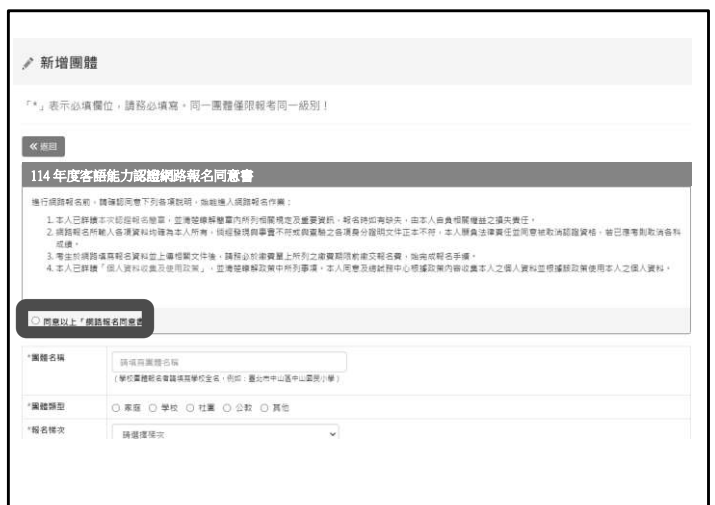 新增團體
「*」表示必填欄位，請務必填寫。同一團體僅限報考同一級別！
返回
114 年度客語能力認證網路報名同意書
進行網路報名前，請確認同意下列各項說明，始能進入網路報名作業：
1. 本人已詳讀本次認證報名簡章，並清楚瞭解簡章內所列相關規定及重要資訊，報名時如有缺失，由本人自負相關權益之損失責任。
2. 網路報名所輸入各項資料均確為本人所有，倘經發現與事實不符或與查驗之各項身分證明文件正本不符，本人願負法律責任並同意被取消認證資格，若已應考則取消各科
成績。
3. 考生於網路填寫報名資料並上傳相關文件後，請務必於繳費單上所列之繳費期限前繳交報名費，始完成報名手續。
4. 本人已詳讀「個人資料收集及使用政策」，並清楚瞭解政策中所列事項。本人同意及總試務中心根據政策內容收集本人之個人資料並根據該政策使用本人之個人資料。
同意以上「網路報名同意書
*團體名稱
請填寫團體名稱
（學校團體報名者請填寫學校全名，例如：臺北市中山區中山國民小學）
*團體類型
家庭 學校 社團 公教 其他
*報名梯次
請選擇梯次